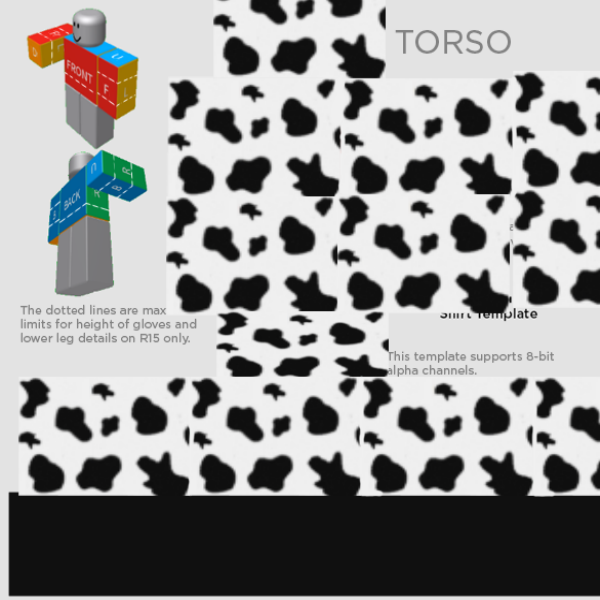 TORSO
FRONT
F
L
BACK
R
B
The dotted lines are max
limits for height of gloves and
lower leg details on R15 only.
Shirt Template
This template supports 8-bit
alpha channels.